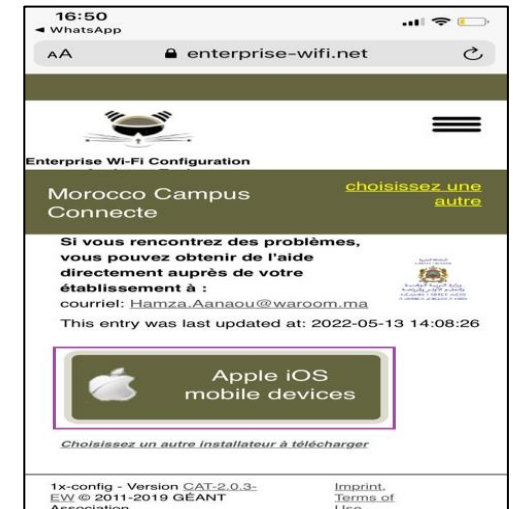 16:50
◄ WhatsApp
AA enterprise-wifi.net
Enterprise Wi-Fi Configuration
Morocco Campus
Connecte
choisissez une
autre
Si vous rencontrez des problèmes,
vous pouvez obtenir de l'aide
directement auprès de votre
établissement à :
courriel: Hamza.Aanaou@waroom.ma
This entry was last updated at: 2022-05-13 14:08:26
Apple iOS
mobile devices
Choisissez un autre installateur à télécharger
1x-config - Version CAT-2.0.3-
EW © 2011-2019 GÉANT
Association
Imprint.
Terms of
Use